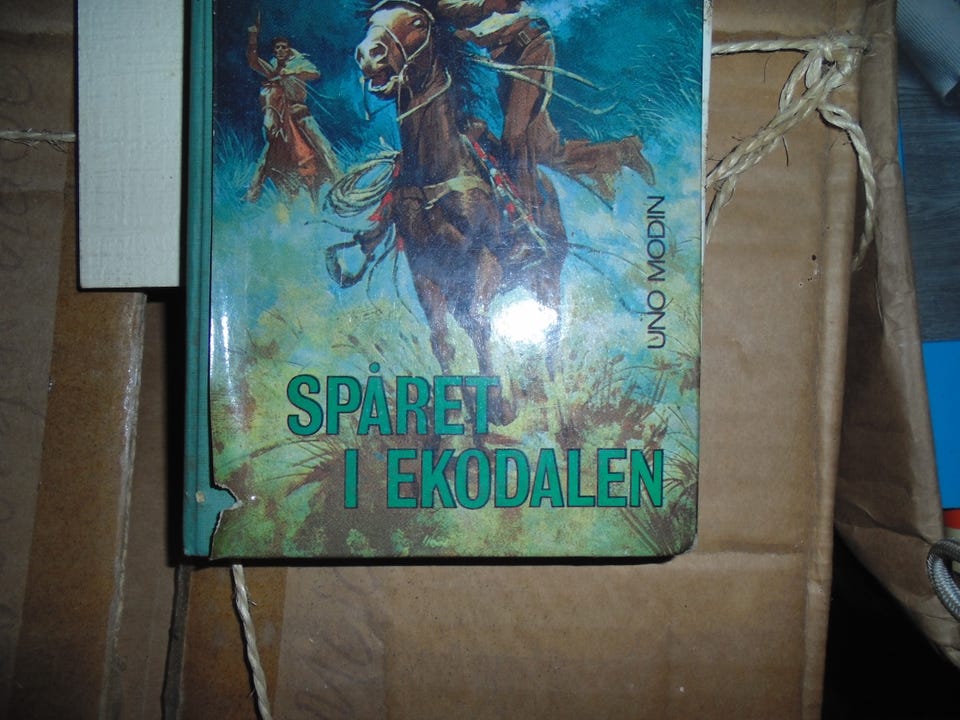 UNO MODIN
SPÅRET
I EKODALEN